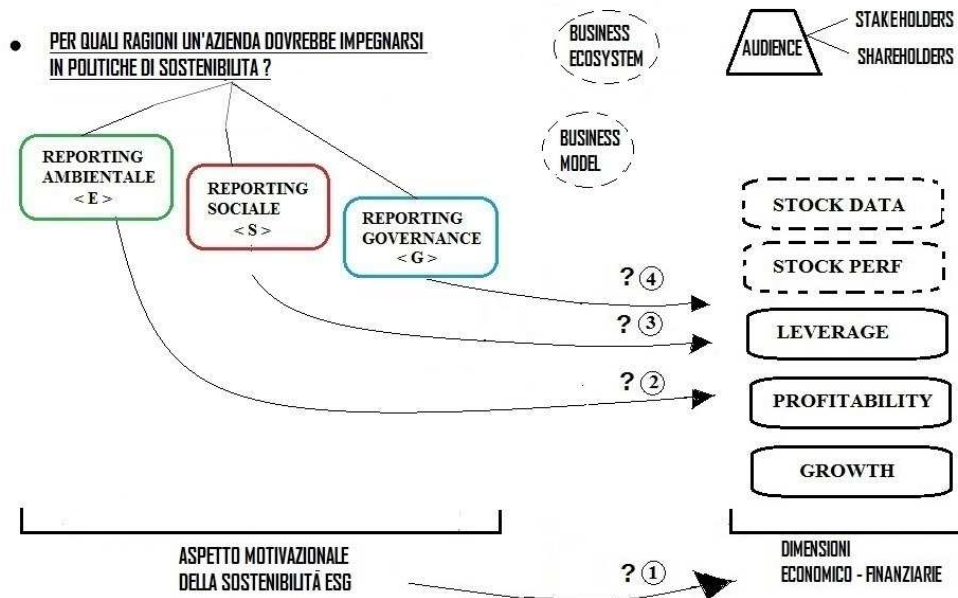 PER QUALI RAGIONI UN'AZIENDA DOVREBBE IMPEGNARSI
IN POLITICHE DI SOSTENIBILITA ?
BUSINESS
ECOSYSTEM
AUDIENCE
STAKEHOLDERS
SHAREHOLDERS
BUSINESS
MODEL
REPORTING
AMBIENTALE
< E >
REPORTING
SOCIALE
< S >
REPORTING
GOVERNANCE
< G >
STOCK DATA
STOCK PERF
LEVERAGE
PROFITABILITY
GROWTH
? 4
? 3
? 2
ASPETTO MOTIVAZIONALE
DELLA SOSTENIBILITÀ ESG
? 1
DIMENSIONI
ECONOMICO - FINANZIARIE